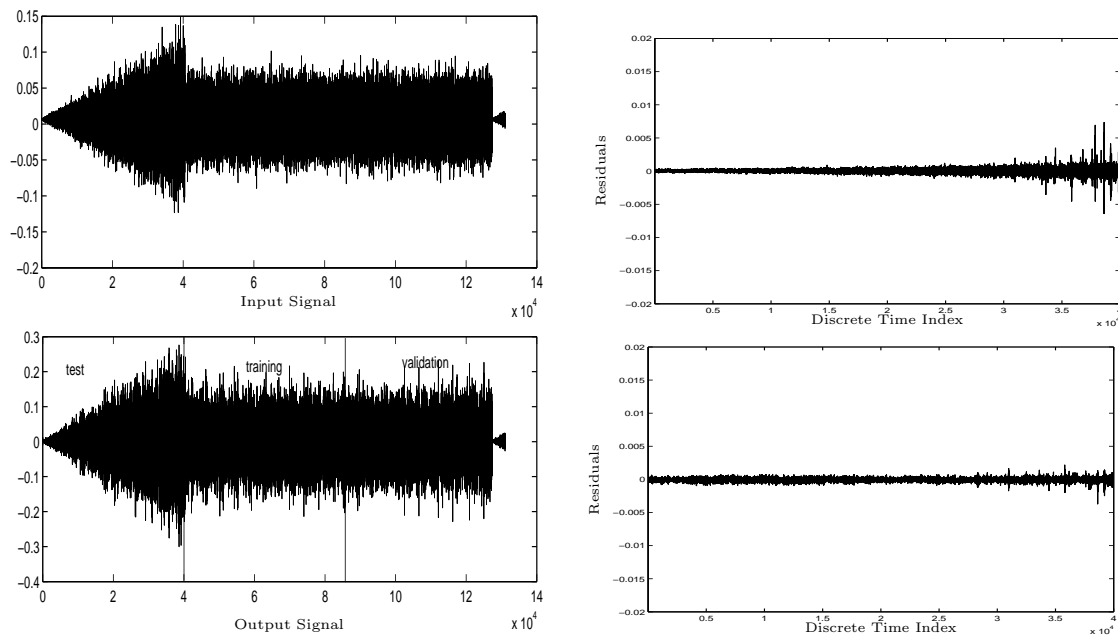 0.15
0.1
0.05
0
−0.05
−0.1
−0.15
−0.2
0 2 4 6 8 10 12 14
x 10⁴
Input Signal
0.3
0.2
0.1
0
−0.1
−0.2
−0.3
−0.4
test training validation
0 2 4 6 8 10 12 14
x 10⁴
Output Signal
0.02
0.015
0.01
0.005
0
−0.005
−0.01
−0.015
−0.02
Residuals
0.5 1 1.5 2 2.5 3 3.5 4
x 10⁴
Discrete Time Index
0.02
0.015
0.01
0.005
0
−0.005
−0.01
−0.015
−0.02
Residuals
0.5 1 1.5 2 2.5 3 3.5 4
x 10⁴
Discrete Time Index